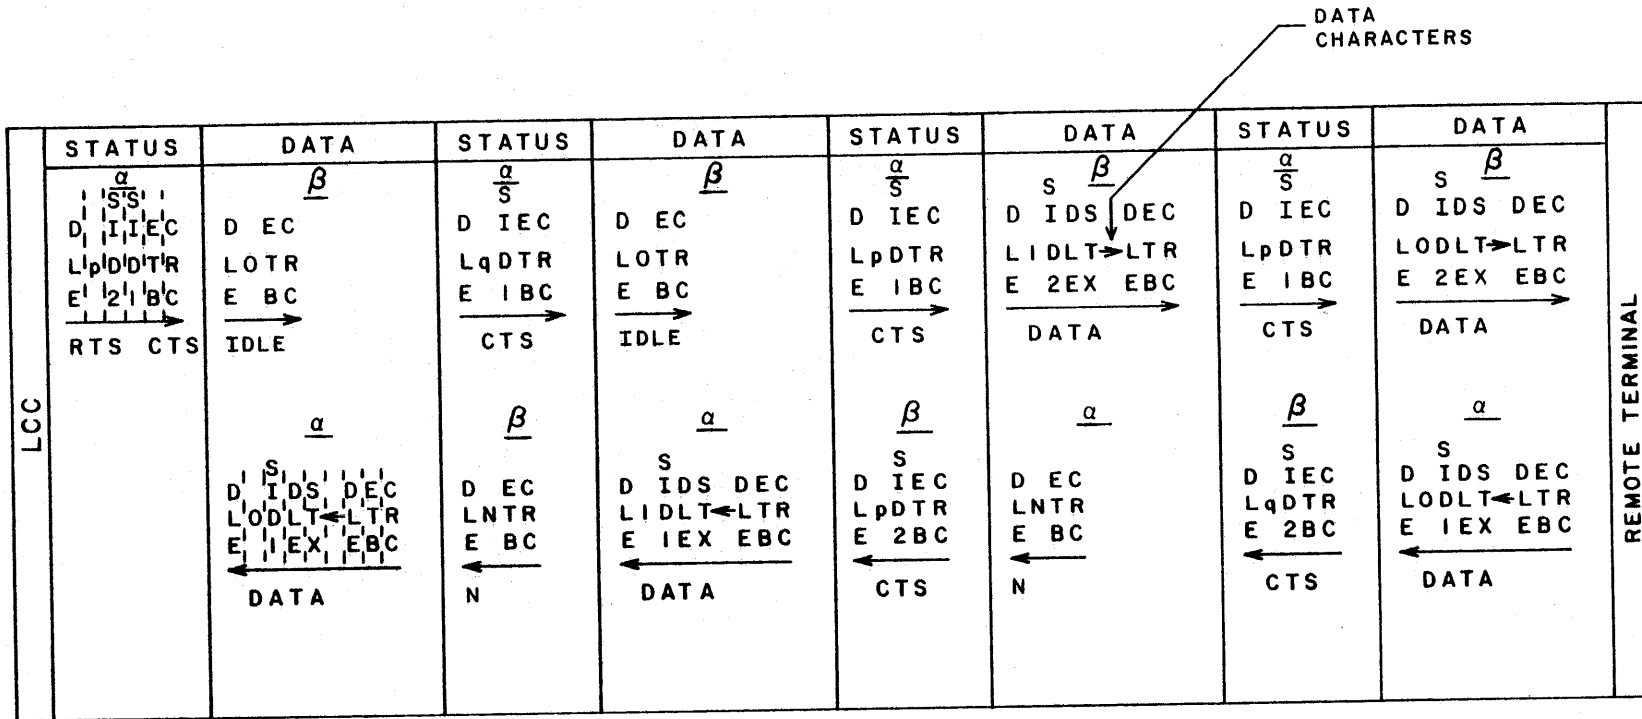 DATA
CHARACTERS
STATUS DATA STATUS DATA STATUS DATA STATUS DATA
α β α β α β α β
S S S S S S S
D I I E C D EC D IEC D EC D IEC D IDS DEC D IEC D IDS DEC
L p D D T R LOTR LqDTR LOTR LpDTR LIDLT→LTR LpDTR LODLT→LTR
E 2 1 B C E BC E 1BC E BC E 1BC E 2EX EBC E 1BC E 2EX EBC
RTS CTS IDLE CTS IDLE CTS DATA CTS DATA
LCC
REMOTE TERMINAL
α β α β α β α
S S S S S
D IDS DEC D EC D IDS DEC D IEC D EC D IEC D IDS DEC
LODLT←LTR LNTR LIDLT←LTR LpDTR LNTR LqDTR LODLT←LTR
E 1EX EBC E BC E 1EX EBC E 2BC E BC E 2BC E 1EX EBC
DATA N DATA CTS N CTS DATA